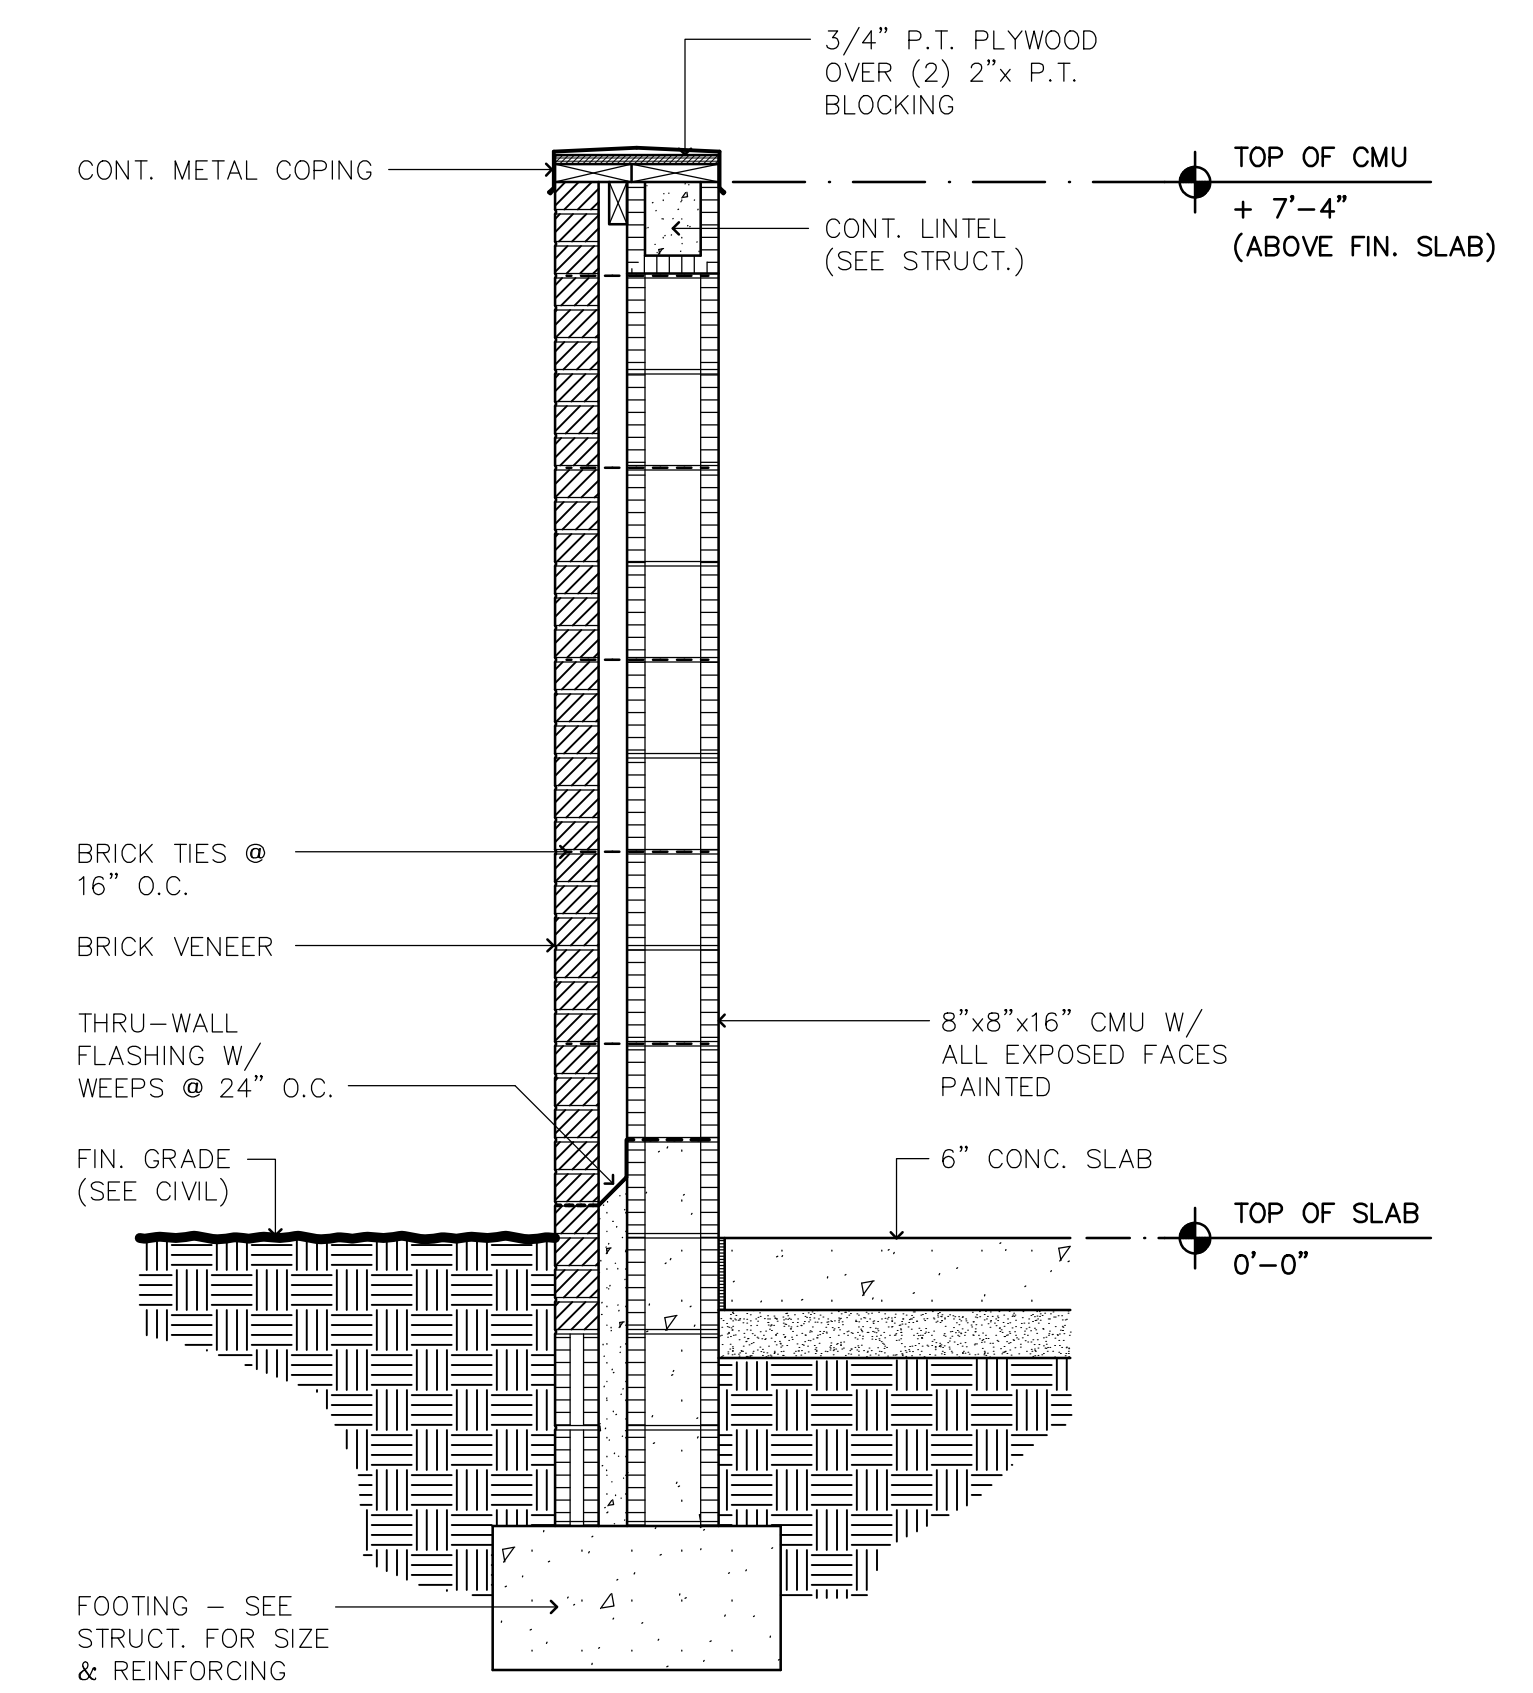 3/4” P.T. PLYWOOD
OVER (2) 2”x P.T.
BLOCKING
CONT. METAL COPING
TOP OF CMU
+ 7’-4”
(ABOVE FIN. SLAB)
CONT. LINTEL
(SEE STRUCT.)
BRICK TIES @
16” O.C.
BRICK VENEER
THRU-WALL
FLASHING W/
WEEPS @ 24” O.C.
8”x8”x16” CMU W/
ALL EXPOSED FACES
PAINTED
FIN. GRADE
(SEE CIVIL)
6” CONC. SLAB
TOP OF SLAB
0’-0”
FOOTING - SEE
STRUCT. FOR SIZE
& REINFORCING